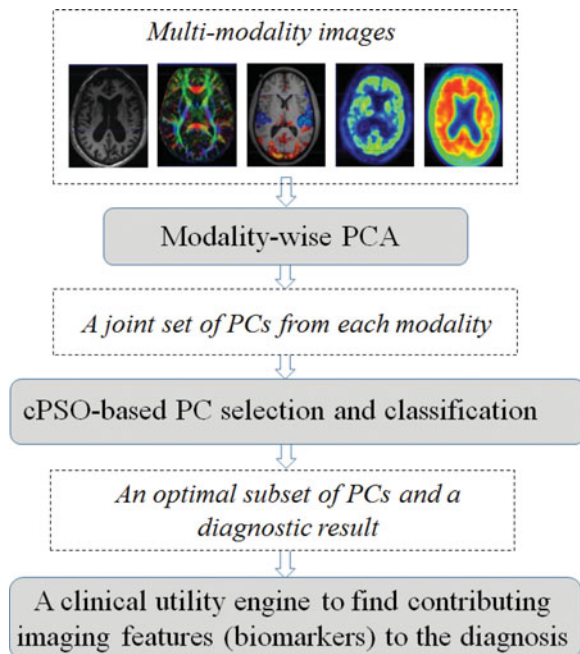 Multi-modality images
Modality-wise PCA
A joint set of PCs from each modality
cPSO-based PC selection and classification
An optimal subset of PCs and a
diagnostic result
A clinical utility engine to find contributing
imaging features (biomarkers) to the diagnosis